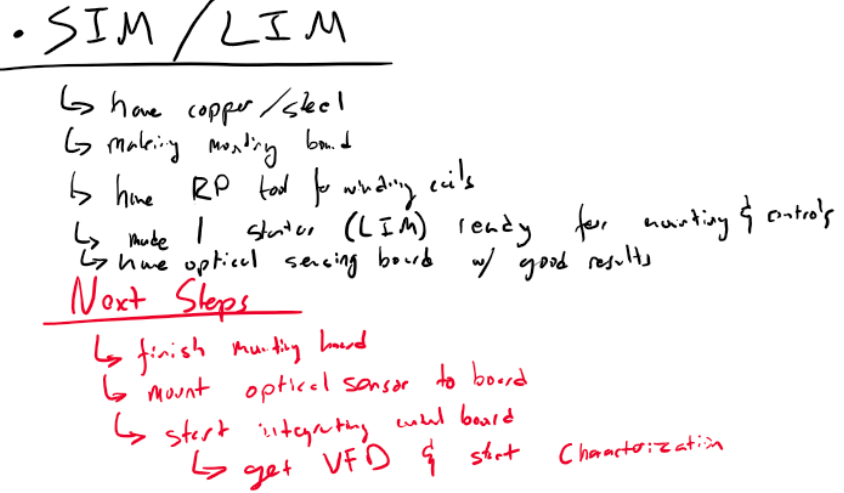 • SIM / LIM
↳ have copper/steel
↳ making mounting board
↳ have RP tool for winding coils
↳ made 1 stator (LIM) ready for mounting & controls
↳ have optical sensing board w/ good results
Next Steps
↳ finish mounting board
↳ mount optical sensor to board
↳ start integrating control board
↳ get VFD & start Characterization